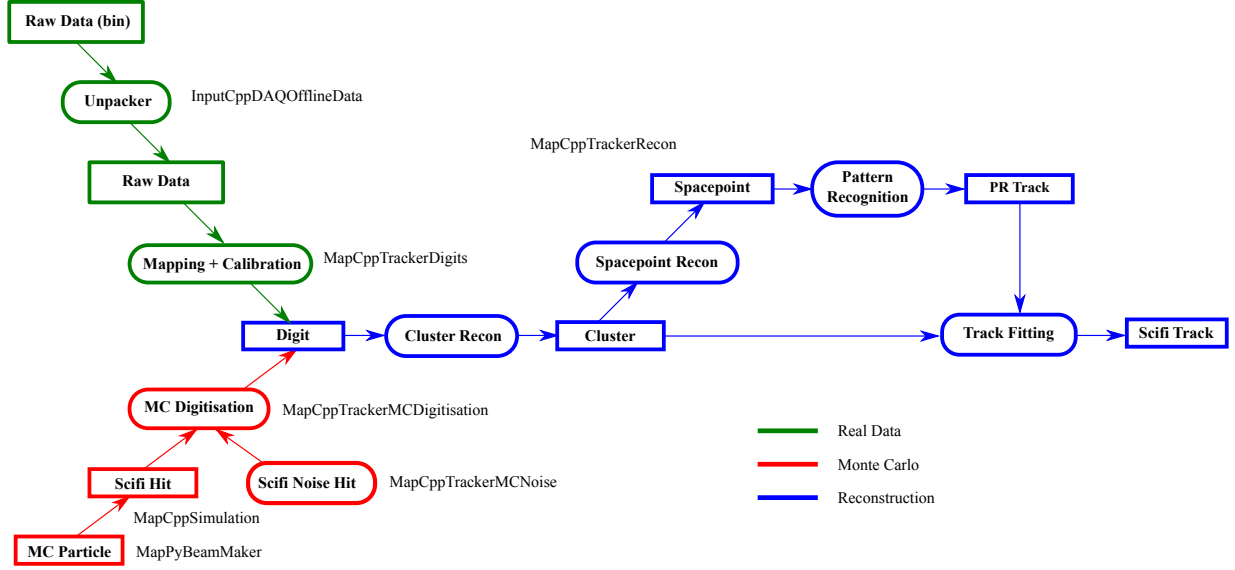 Raw Data (bin)
Unpacker
InputCppDAQOfflineData
Raw Data
Mapping + Calibration
MapCppTrackerDigits
Digit
Cluster Recon
Cluster
MapCppTrackerRecon
Spacepoint
Spacepoint Recon
Pattern
Recognition
PR Track
Track Fitting
Scifi Track
MC Digitisation
MapCppTrackerMCDigitisation
Scifi Hit
Scifi Noise Hit
MapCppTrackerMCNoise
MapCppSimulation
MC Particle
MapPyBeamMaker
Real Data
Monte Carlo
Reconstruction